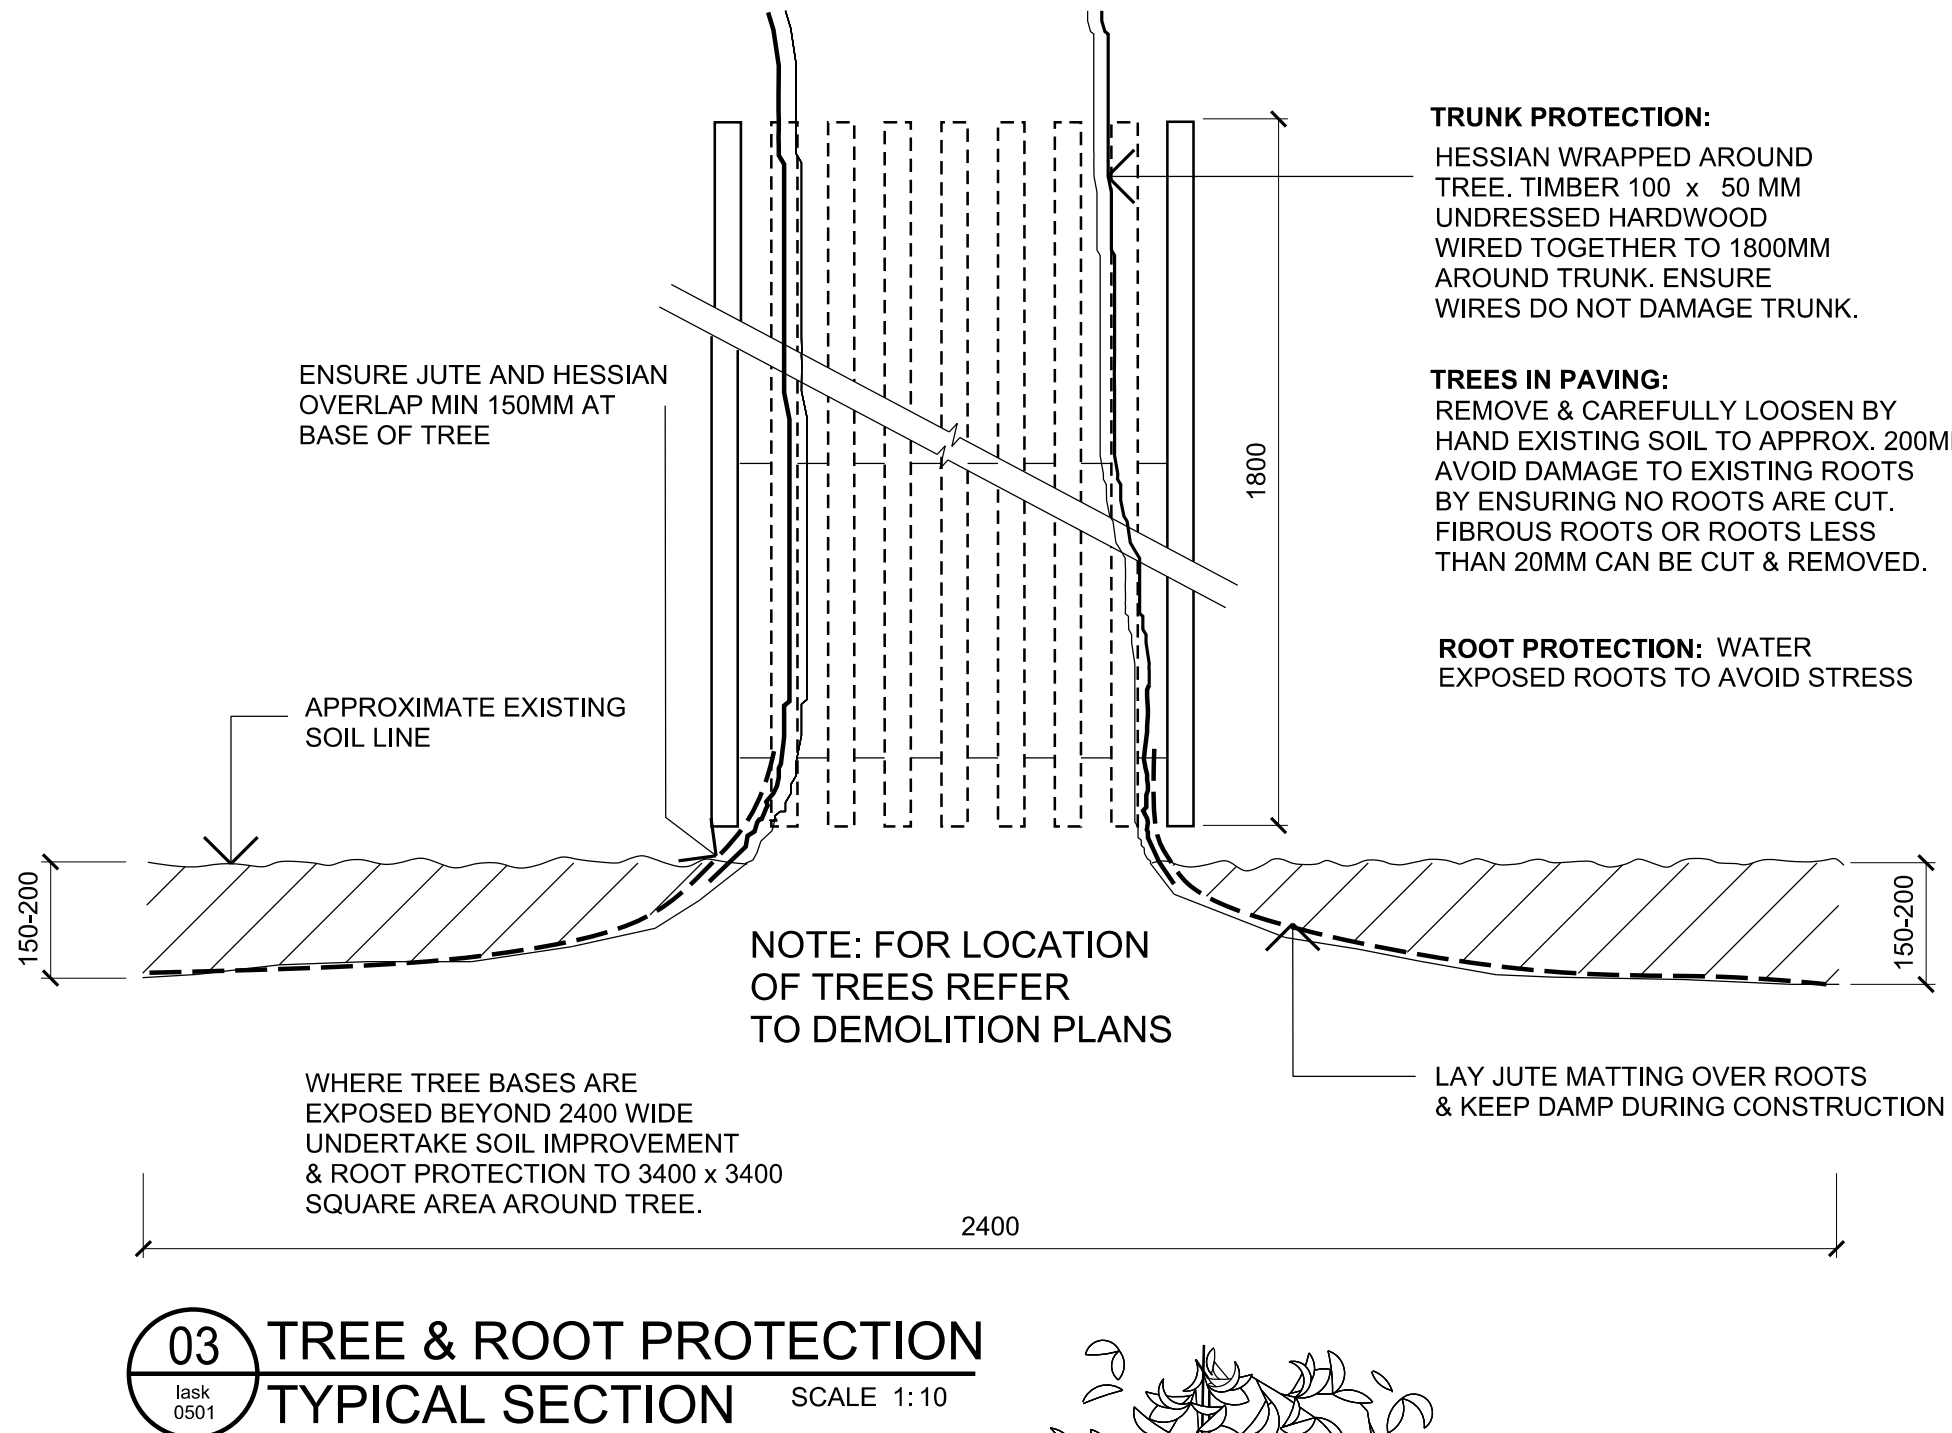 TRUNK PROTECTION:
HESSIAN WRAPPED AROUND
TREE. TIMBER 100 x 50 MM
UNDRESSED HARDWOOD
WIRED TOGETHER TO 1800MM
AROUND TRUNK. ENSURE
WIRES DO NOT DAMAGE TRUNK.
ENSURE JUTE AND HESSIAN
OVERLAP MIN 150MM AT
BASE OF TREE
TREES IN PAVING:
REMOVE & CAREFULLY LOOSEN BY
HAND EXISTING SOIL TO APPROX. 200M
AVOID DAMAGE TO EXISTING ROOTS
BY ENSURING NO ROOTS ARE CUT.
FIBROUS ROOTS OR ROOTS LESS
THAN 20MM CAN BE CUT & REMOVED.
1800
ROOT PROTECTION: WATER
EXPOSED ROOTS TO AVOID STRESS
APPROXIMATE EXISTING
SOIL LINE
150-200
150-200
NOTE: FOR LOCATION
OF TREES REFER
TO DEMOLITION PLANS
WHERE TREE BASES ARE
EXPOSED BEYOND 2400 WIDE
UNDERTAKE SOIL IMPROVEMENT
& ROOT PROTECTION TO 3400 x 3400
SQUARE AREA AROUND TREE.
LAY JUTE MATTING OVER ROOTS
& KEEP DAMP DURING CONSTRUCTION
2400
03
lask
0501
TREE & ROOT PROTECTION
TYPICAL SECTION
SCALE 1:10